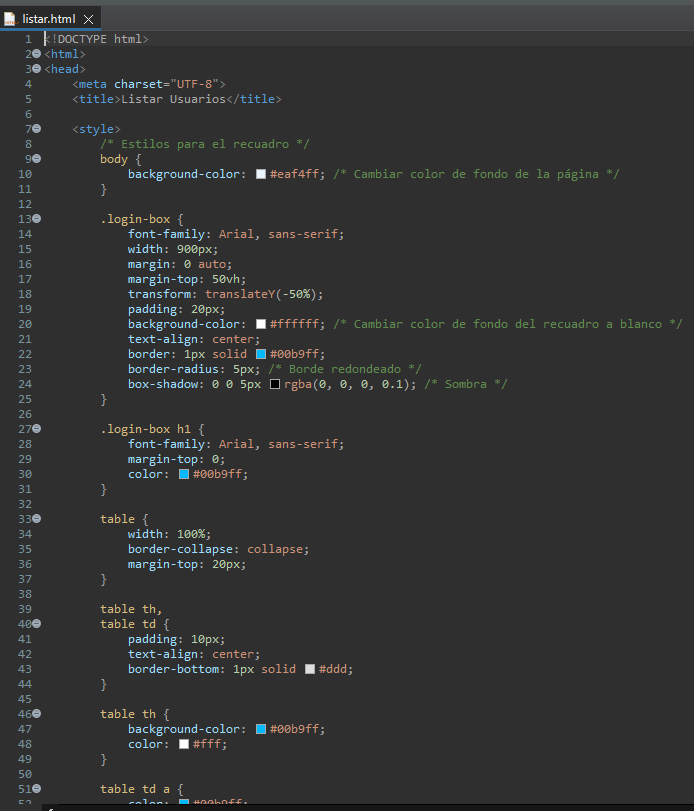 listar.html
1 <!DOCTYPE html>
2 <html>
3 <head>
4 <meta charset="UTF-8">
5 <title>Listar Usuarios</title>
6
7 <style>
8 /* Estilos para el recuadro */
9 body {
10 background-color: #eaf4ff; /* Cambiar color de fondo de la página */
11 }
12
13 .login-box {
14 font-family: Arial, sans-serif;
15 width: 900px;
16 margin: 0 auto;
17 margin-top: 50vh;
18 transform: translateY(-50%);
19 padding: 20px;
20 background-color: #ffffff; /* Cambiar color de fondo del recuadro a blanco */
21 text-align: center;
22 border: 1px solid #00b9ff;
23 border-radius: 5px; /* Borde redondeado */
24 box-shadow: 0 0 5px rgba(0, 0, 0, 0.1); /* Sombra */
25 }
26
27 .login-box h1 {
28 font-family: Arial, sans-serif;
29 margin-top: 0;
30 color: #00b9ff;
31 }
32
33 table {
34 width: 100%;
35 border-collapse: collapse;
36 margin-top: 20px;
37 }
38
39 table th,
40 table td {
41 padding: 10px;
42 text-align: center;
43 border-bottom: 1px solid #ddd;
44 }
45
46 table th {
47 background-color: #00b9ff;
48 color: #fff;
49 }
50
51 table td a {
52 color: #00b9ff;